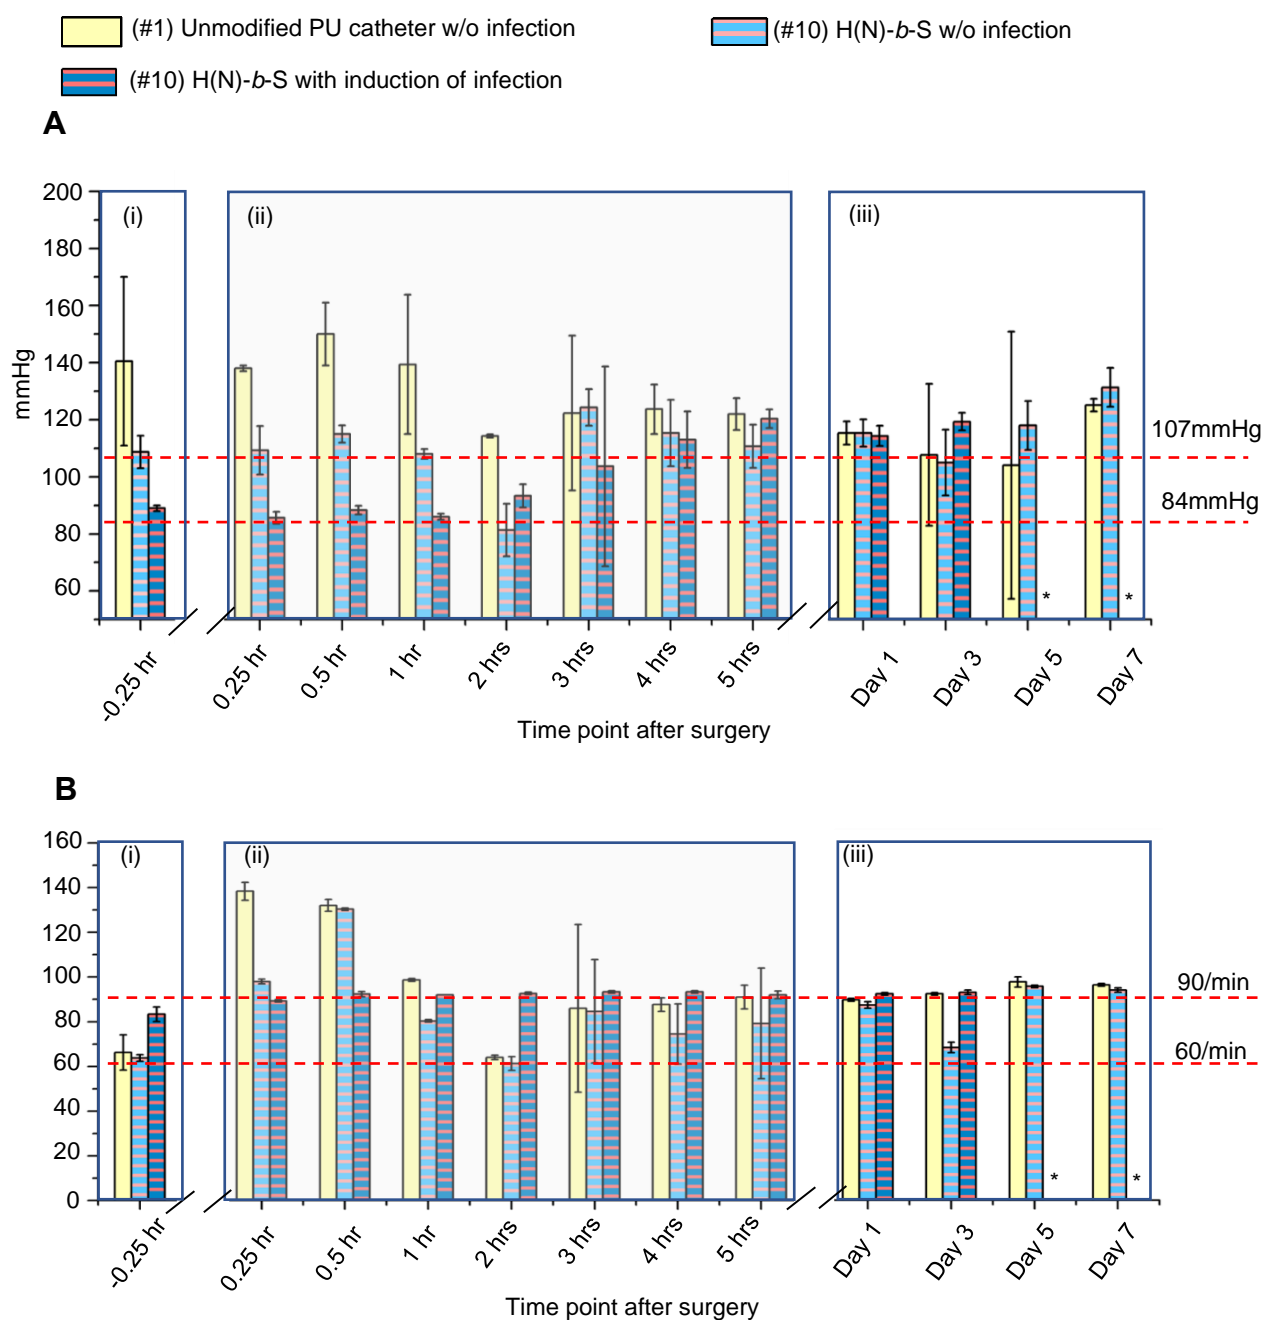 (#1) Unmodified PU catheter w/o infection
(#10) H(N)-b-S w/o infection
(#10) H(N)-b-S with induction of infection
A
200
180
160
140
120
100
80
60
mmHg
(i)
(ii)
(iii)
107mmHg
84mmHg
*
*
-0.25 hr
0.25 hr
0.5 hr
1 hr
2 hrs
3 hrs
4 hrs
5 hrs
Day 1
Day 3
Day 5
Day 7
Time point after surgery
B
160
140
120
100
80
60
40
20
0
(i)
(ii)
(iii)
90/min
60/min
*
*
-0.25 hr
0.25 hr
0.5 hr
1 hr
2 hrs
3 hrs
4 hrs
5 hrs
Day 1
Day 3
Day 5
Day 7
Time point after surgery